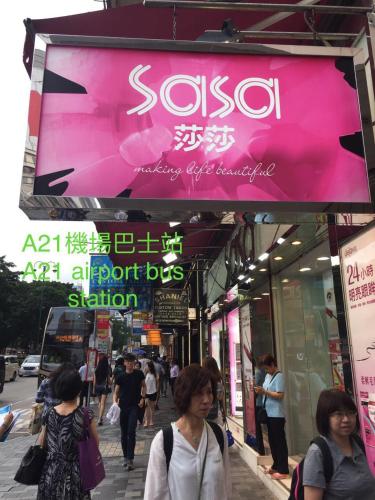 sasa
莎莎
making life beautiful
A21機揚巴士站
A21 airport bus
station
24小時